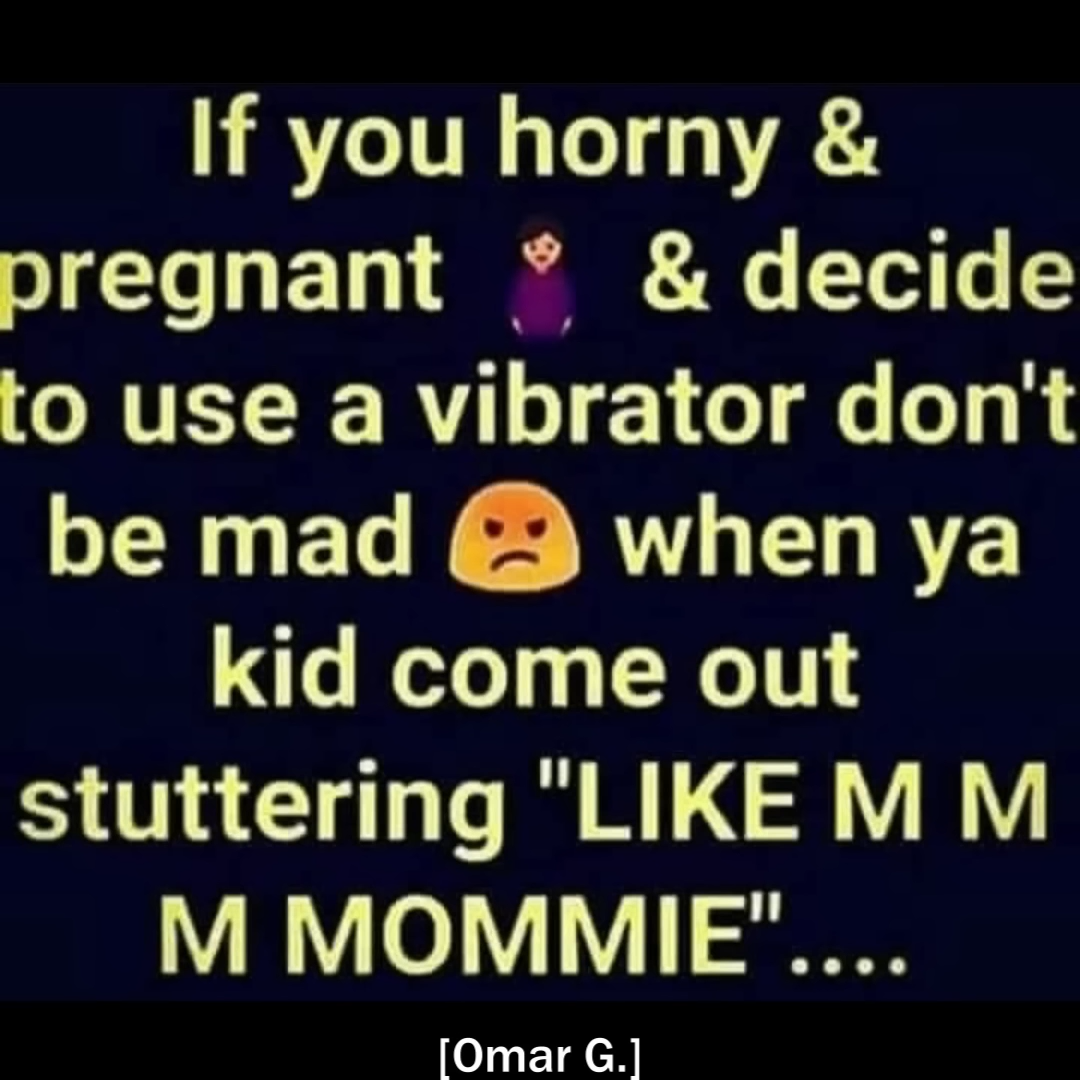 If you horny &
pregnant 🤰 & decide
to use a vibrator don't
be mad 😡 when ya
kid come out
stuttering "LIKE M M
M MOMMIE"....
[Omar G.]